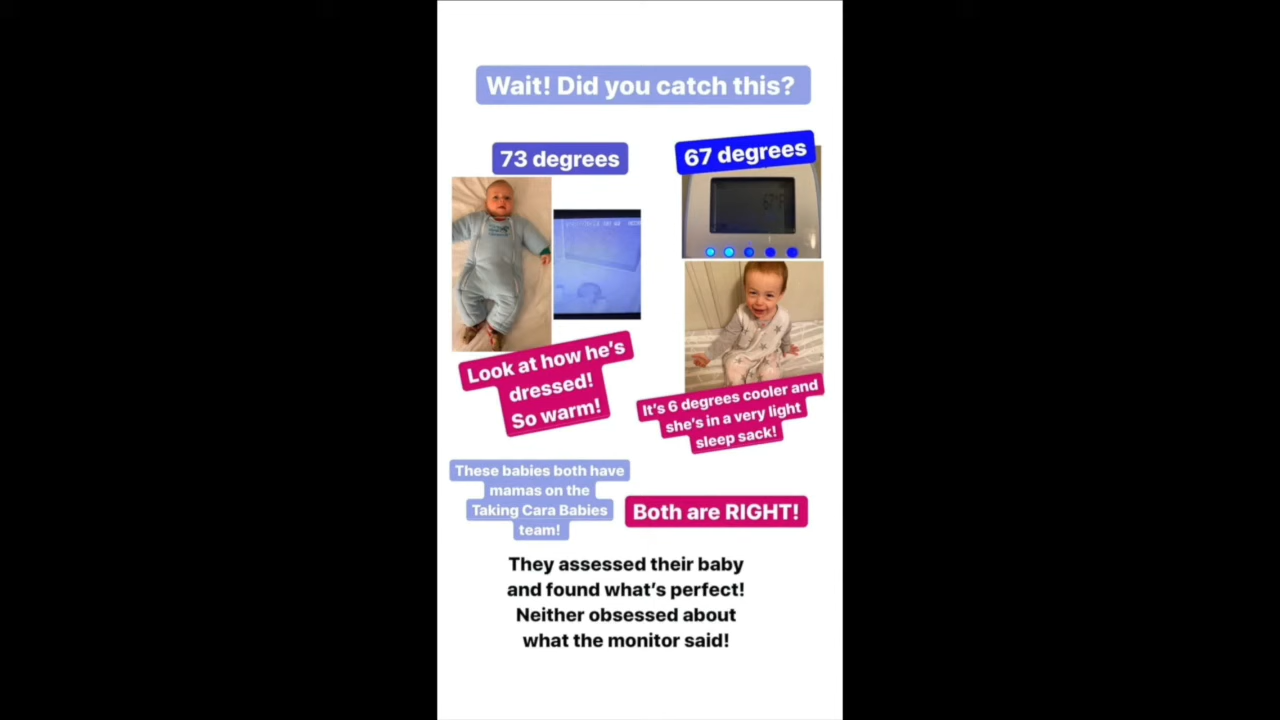 Wait! Did you catch this?
73 degrees
67 degrees
67°F
Look at how he's
dressed!
So warm!
It's 6 degrees cooler and
she's in a very light
sleep sack!
These babies both have
mamas on the
Taking Cara Babies
team!
Both are RIGHT!
They assessed their baby
and found what's perfect!
Neither obsessed about
what the monitor said!